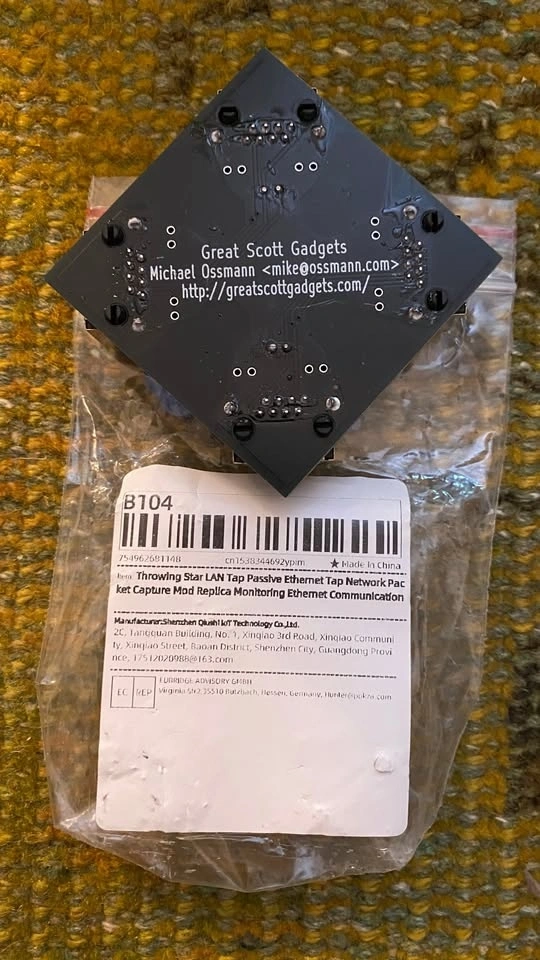 Great Scott Gadgets
Michael Ossmann <mike@ossmann.com>
http://greatscottgadgets.com/
B104
754962681148 cn1538344692ypim ★ Made In China
Item: Throwing Star LAN Tap Passive Ethernet Tap Network Pac
ket Capture Mod Replica Monitoring Ethernet Communication
Manufacturer:Shenzhen Qiushi IoT Technology Co.,Ltd.
2C, Tangquan Building, No. 1, Xinqiao 3rd Road, Xinqiao Communi
ty, Xinqiao Street, Baoan District, Shenzhen City, Guangdong Provi
nce, 17512020988@163.com
EC REP
ADVISORY GMBH
Virginia Str.2 35510 Butzbach, Hessen, Germany,